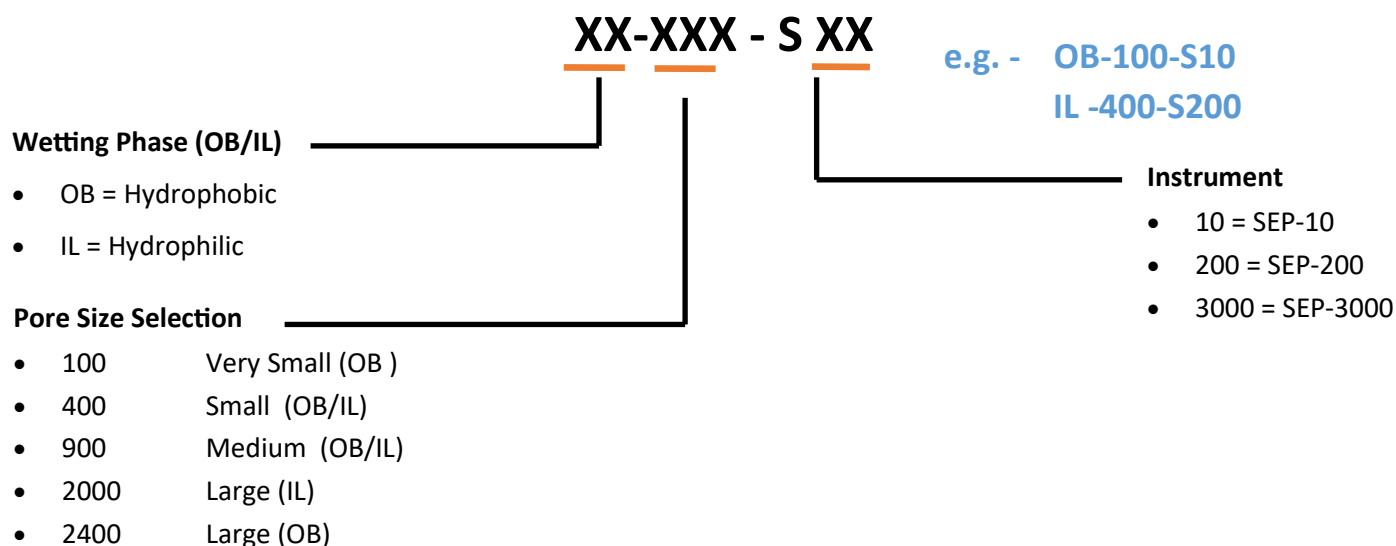 XX-XXX - S XX
e.g. - OB-100-S10
IL -400-S200
Wetting Phase (OB/IL)
• OB = Hydrophobic
• IL = Hydrophilic
Instrument
• 10 = SEP-10
• 200 = SEP-200
• 3000 = SEP-3000
Pore Size Selection
• 100 Very Small (OB )
• 400 Small (OB/IL)
• 900 Medium (OB/IL)
• 2000 Large (IL)
• 2400 Large (OB)